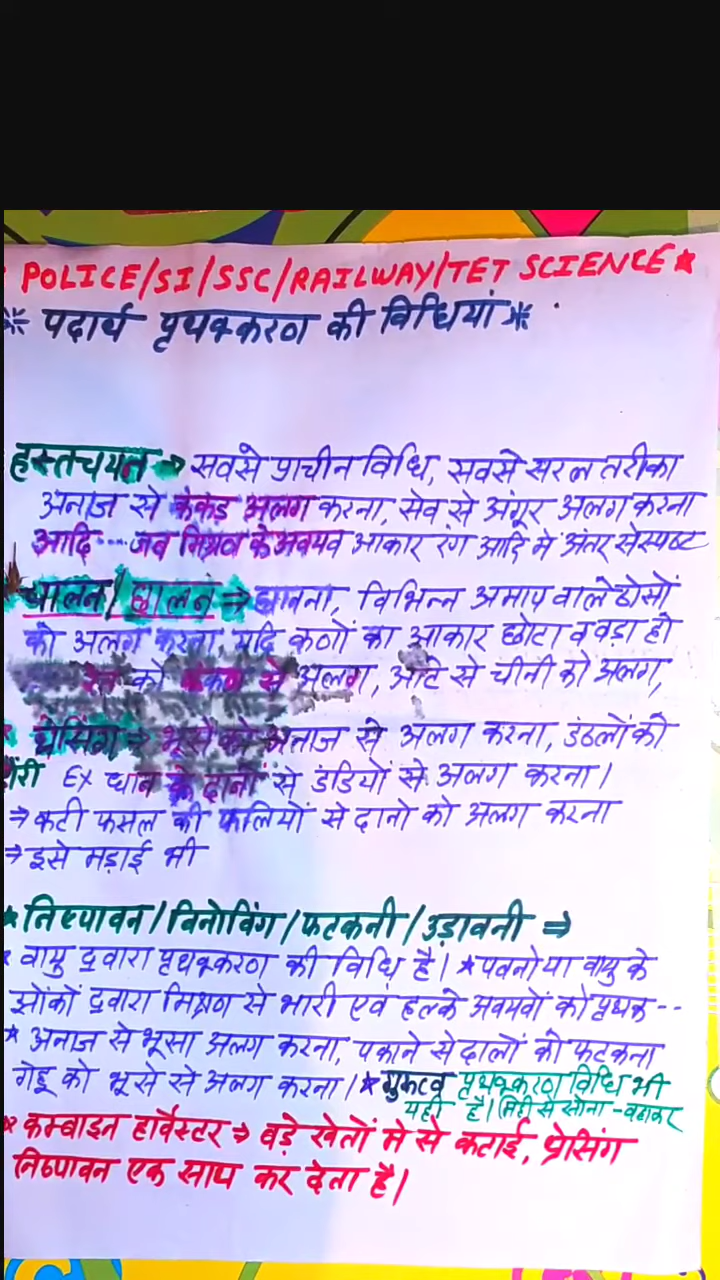 POLICE/SI/SSC/RAILWAY/TET SCIENCE ★
पदार्थ पृथक्करण की विधियां
हस्तचयन ⇒ सबसे प्राचीन विधि, सबसे सरल तरीका
अनाज से कंकड़ अलग करना, सेव से अंगूर अलग करना
आदि --- जब मिश्रण के अवयव आकार रंग आदि में अंतर से स्पष्ट
चालन / छालन ⇒ छानना, विभिन्न अमाप वाले ठोसों
को अलग करना, यदि कणों का आकार छोटा व बड़ा हो
को से अलग, आटे से चीनी को अलग,
थ्रेसिंग ⇒ भूसे को अनाज से अलग करना, डंठलों को
Ex धान के दानों से डंडियों से अलग करना।
⇒ कटी फसल की फलियों से दानो को अलग करना
⇒ इसे मड़ाई भी
★ निष्पावन / विनोविंग / फटकनी / उड़ावनी ⇒
★ वायु द्वारा पृथक्करण की विधि है। ★ पवनो या वायु के
झोंकों द्वारा मिश्रण से भारी एवं हल्के अवयवों को पृथक --
★ अनाज से भूसा अलग करना, पकाने से दालों को फटकना
गेहू को भूसे से अलग करना। ★ गुरुत्व पृथक्करण विधि भी
यही है। (मिट्टी से सोना - बहाकर
★ कम्बाइन हार्वेस्टर ⇒ बड़े खेतों मे से कटाई, थ्रेसिंग
निष्पावन एक साथ कर देता है।